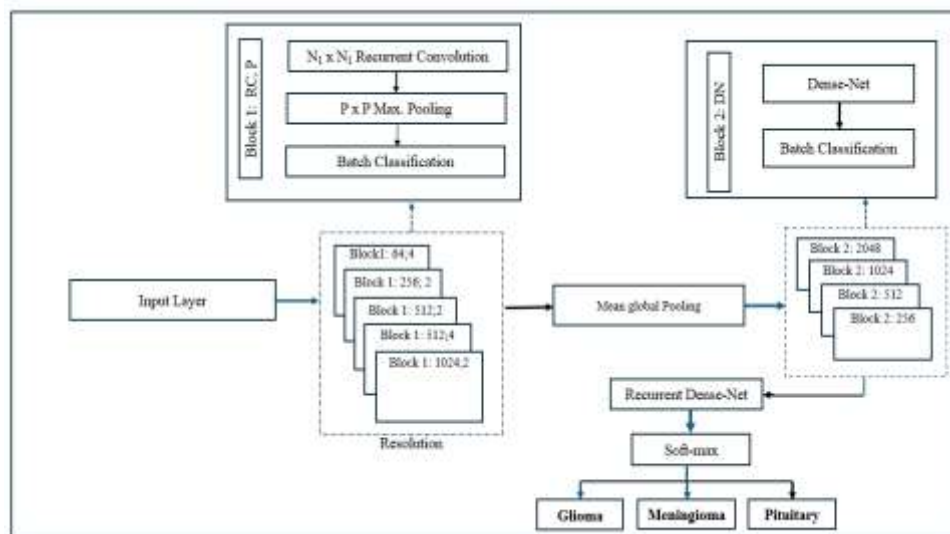 Block 1: RC, P
N₁ x N₁ Recurrent Convolution
P x P Max. Pooling
Batch Classification
Block 2: DN
Dense-Net
Batch Classification
Input Layer
Block1: 64;4
Block 1: 256; 2
Block 1: 512;2
Block 1: 512;4
Block 1: 1024;2
Resolution
Mean global Pooling
Block 2: 2048
Block 2: 1024
Block 2: 512
Block 2: 256
Recurrent Dense-Net
Soft-max
Glioma
Meningioma
Pituitary